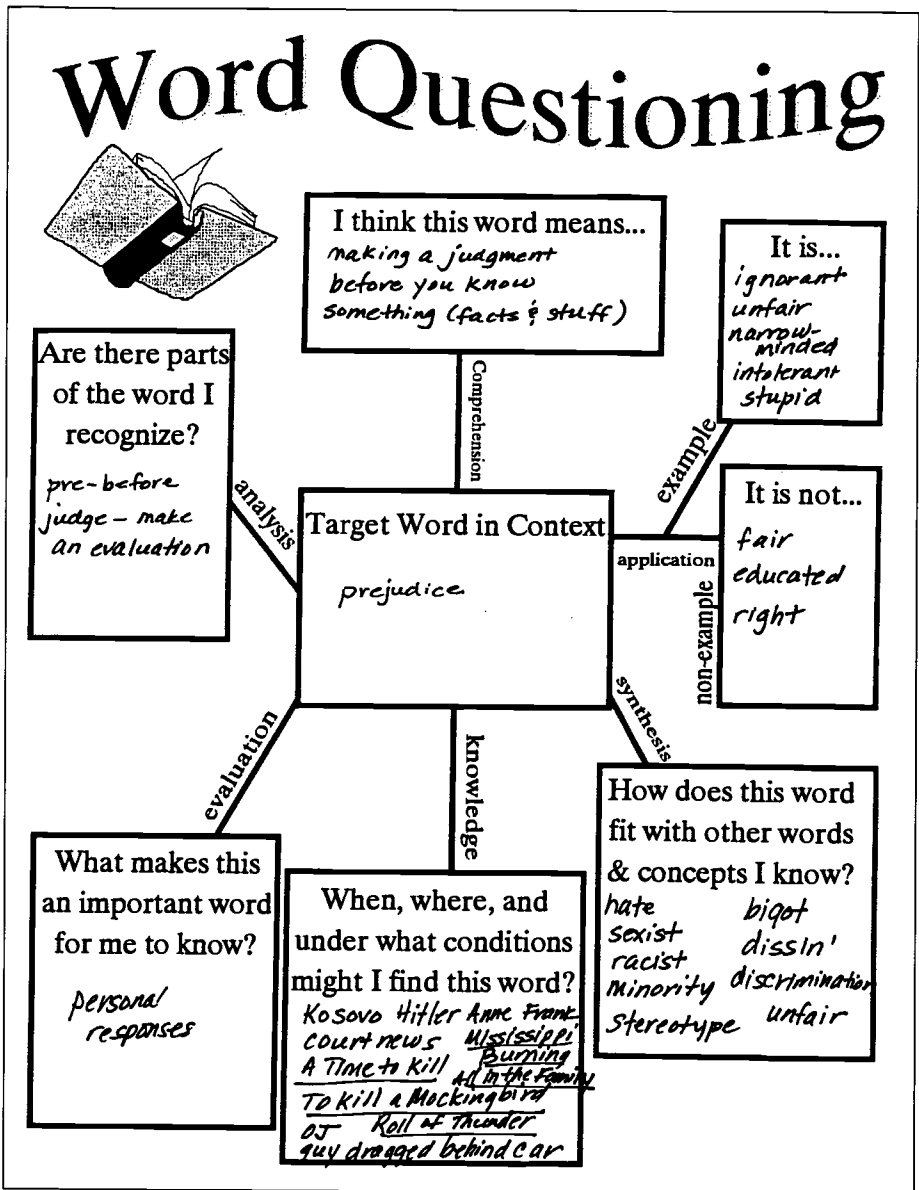 Word Questioning
I think this word means...
making a judgment
before you know
something (facts & stuff)
Comprehension
It is...
ignorant
unfair
narrow-
minded
intolerant
stupid
example
Are there parts
of the word I
recognize?
pre-before
judge - make
an evaluation
analysis
Target Word in Context
prejudice
application
It is not...
fair
educated
right
non-example
synthesis
How does this word
fit with other words
& concepts I know?
hate bigot
sexist dissin'
racist
minority discrimination
stereotype unfair
evaluation
What makes this
an important word
for me to know?
personal
responses
knowledge
When, where, and
under what conditions
might I find this word?
Kosovo Hitler Anne Frank
court news Mississippi
Burning
A Time to Kill All in the Family
To Kill a Mockingbird
OJ Roll of Thunder
guy dragged behind car